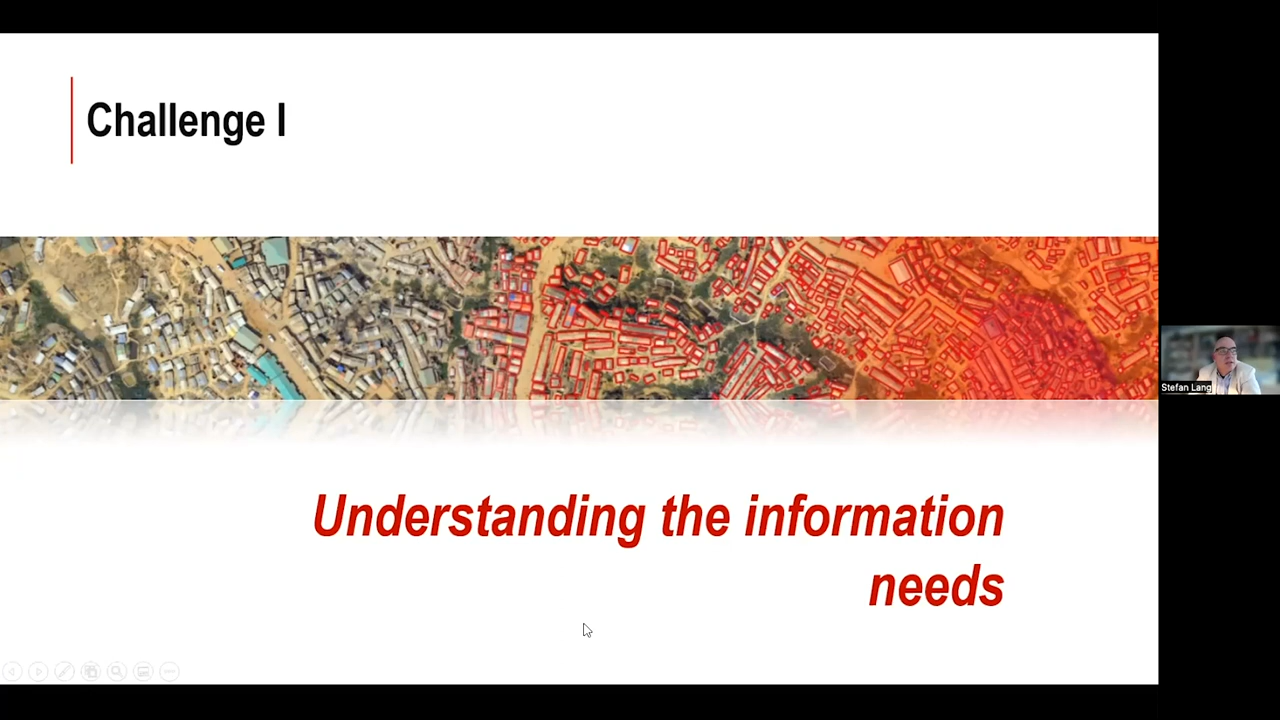 Challenge I
Understanding the information
needs
Stefan Lang